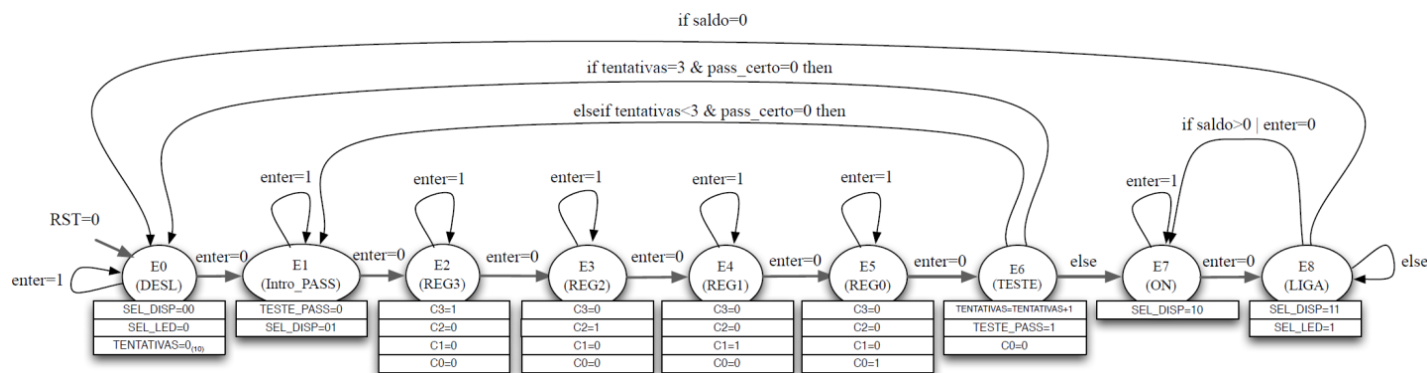 if saldo=0
if tentativas=3 & pass_certo=0 then
elseif tentativas<3 & pass_certo=0 then
if saldo>0 | enter=0
enter=1
enter=1
enter=1
enter=1
enter=1
enter=1
RST=0
enter=1
E0
(DESL)
enter=0
E1
(Intro_PASS)
enter=0
E2
(REG3)
enter=0
E3
(REG2)
enter=0
E4
(REG1)
enter=0
E5
(REG0)
enter=0
E6
(TESTE)
else
E7
(ON)
enter=0
E8
(LIGA)
else
SEL_DISP=00
SEL_LED=0
TENTATIVAS=0(10)
TESTE_PASS=0
SEL_DISP=01
C3=1
C2=0
C1=0
C0=0
C3=0
C2=1
C1=0
C0=0
C3=0
C2=0
C1=1
C0=0
C3=0
C2=0
C1=0
C0=1
TENTATIVAS=TENTATIVAS+1
TESTE_PASS=1
C0=0
SEL_DISP=10
SEL_DISP=11
SEL_LED=1